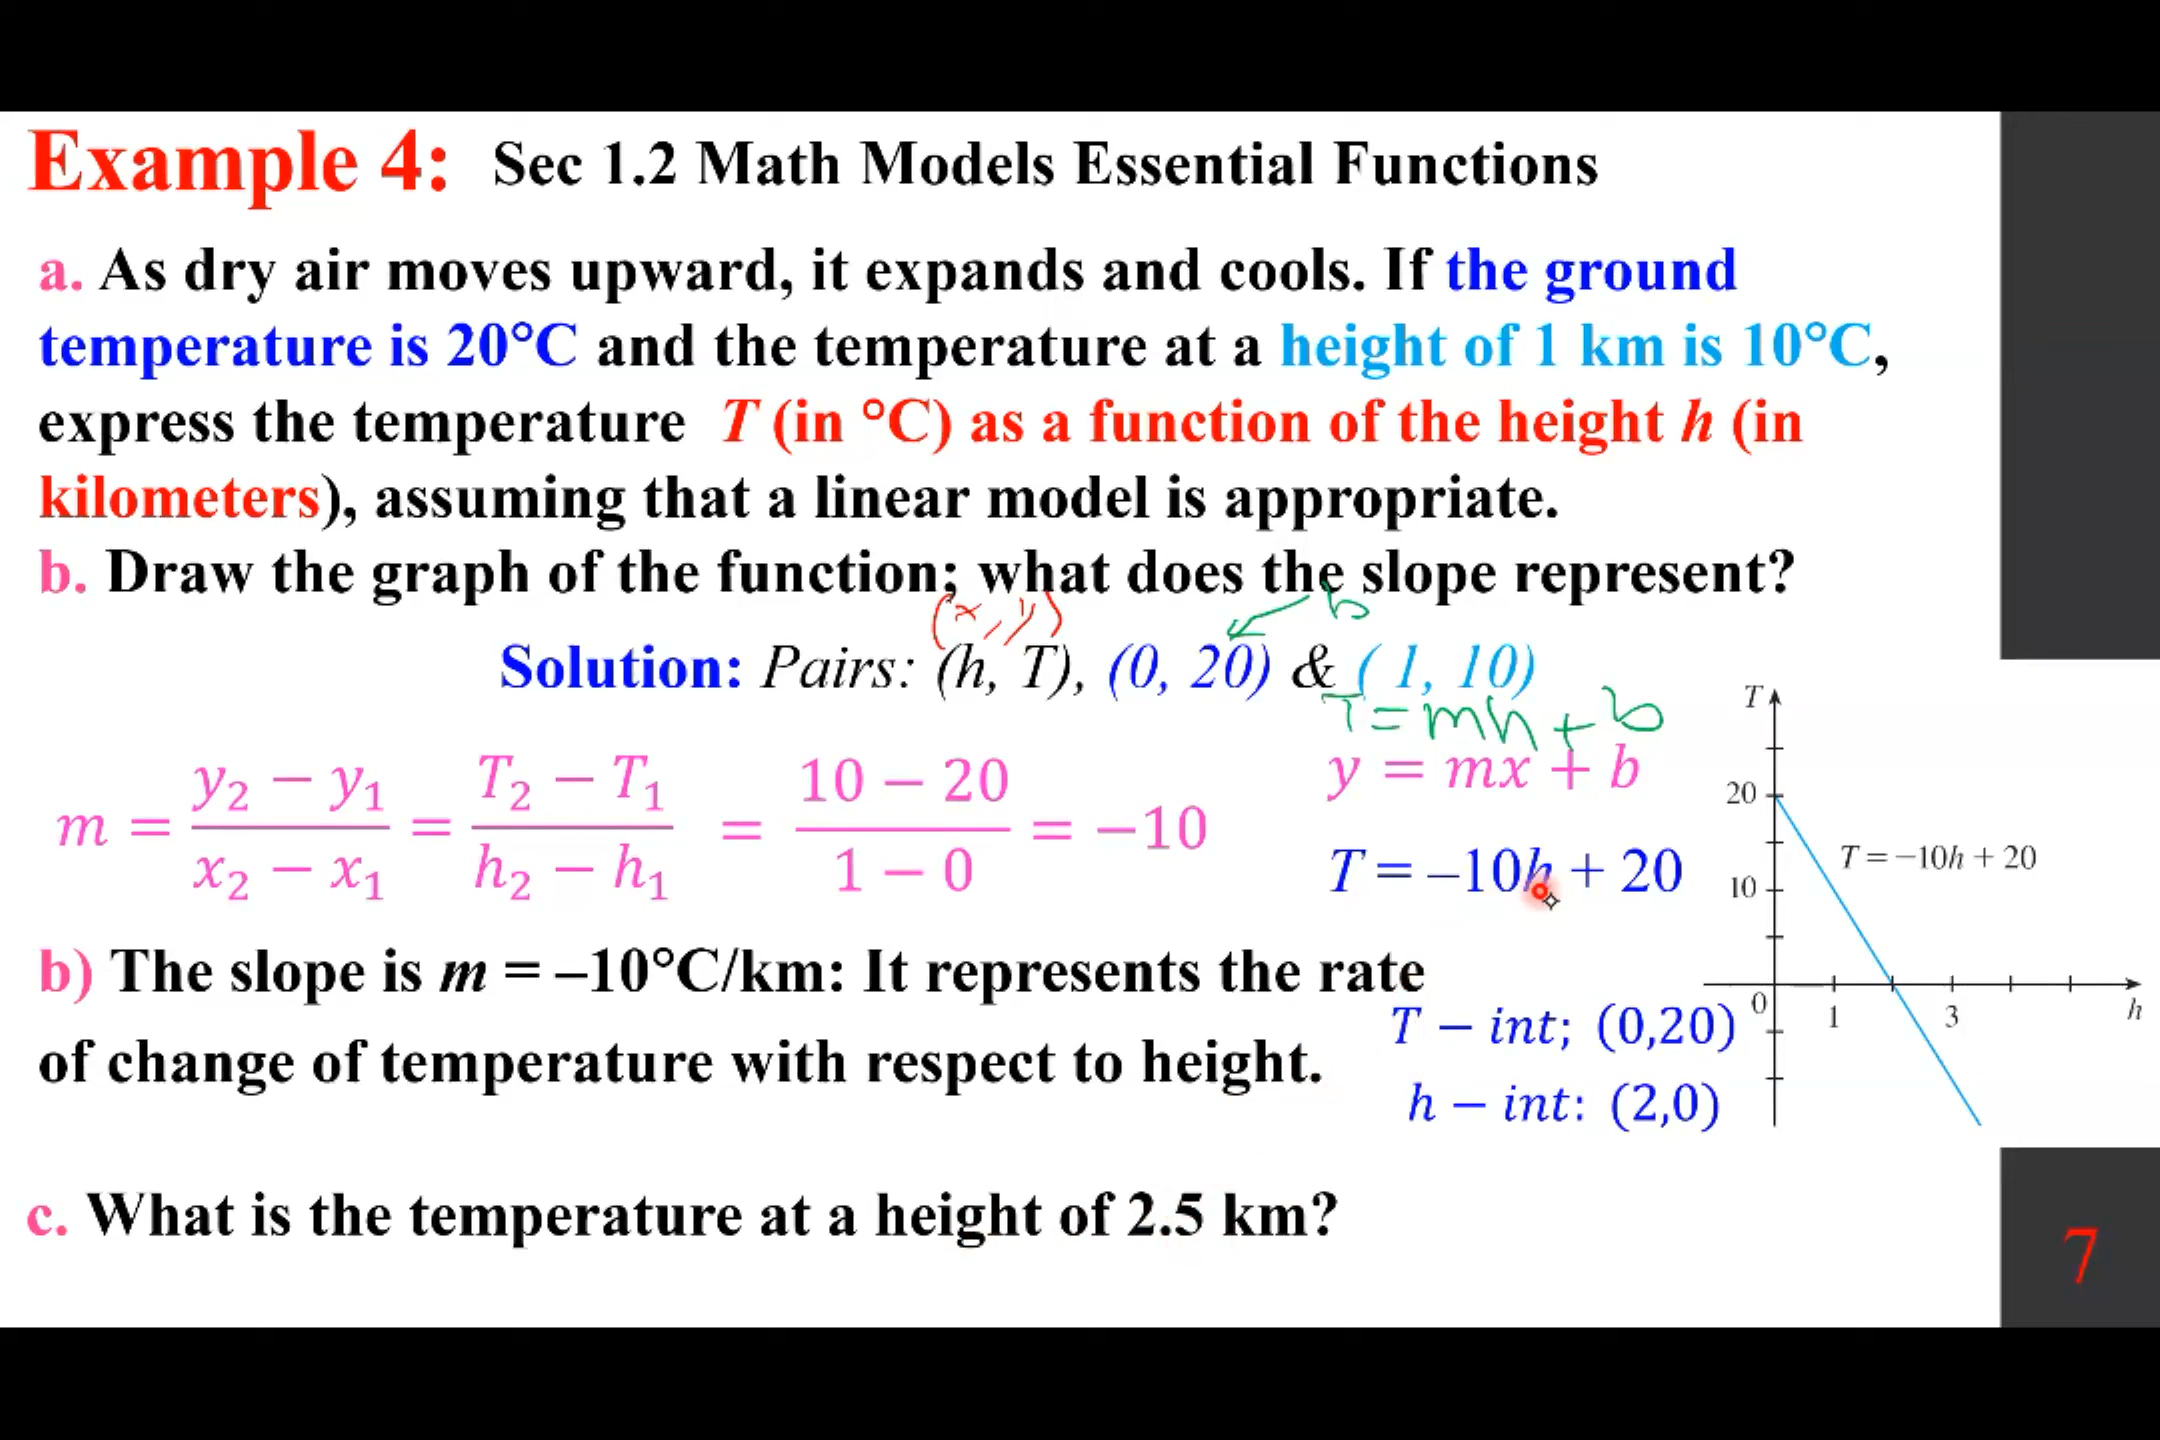 Example 4: Sec 1.2 Math Models Essential Functions
a. As dry air moves upward, it expands and cools. If the ground
temperature is 20°C and the temperature at a height of 1 km is 10°C,
express the temperature T (in °C) as a function of the height h (in
kilometers), assuming that a linear model is appropriate.
b. Draw the graph of the function; what does the slope represent?
(x, y) b
Solution: Pairs: (h, T), (0, 20) & ( 1, 10)
T = mh + b
y = mx + b
m = y₂ − y₁ / x₂ − x₁ = T₂ − T₁ / h₂ − h₁ = 10 − 20 / 1 − 0 = −10
T = –10h + 20
T
20
10
0
1
3
h
T = −10h + 20
b) The slope is m = –10°C/km: It represents the rate
of change of temperature with respect to height.
T − int; (0,20)
h − int: (2,0)
c. What is the temperature at a height of 2.5 km?
7